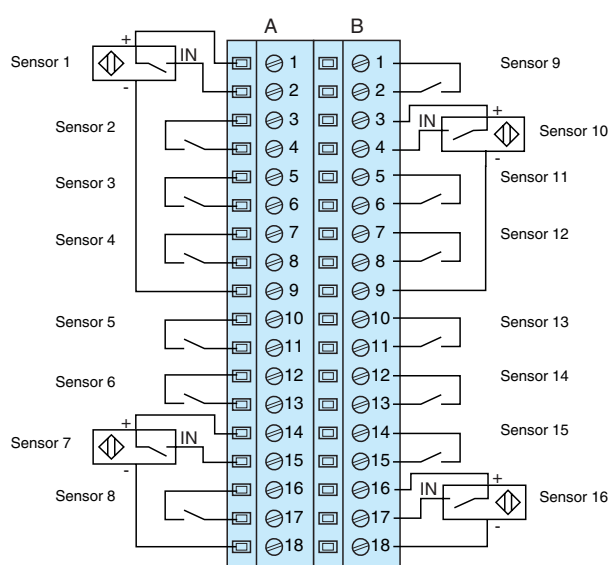 A B
Sensor 1 + IN 1 1 Sensor 9
- 2 2
Sensor 2 3 3 IN + Sensor 10
4 4 -
Sensor 3 5 5 Sensor 11
6 6
Sensor 4 7 7 Sensor 12
8 8
9 9
Sensor 5 10 10 Sensor 13
11 11
Sensor 6 12 12 Sensor 14
13 13
Sensor 7 + IN 14 14 Sensor 15
- 15 15
Sensor 8 16 16 IN + Sensor 16
17 17 -
18 18